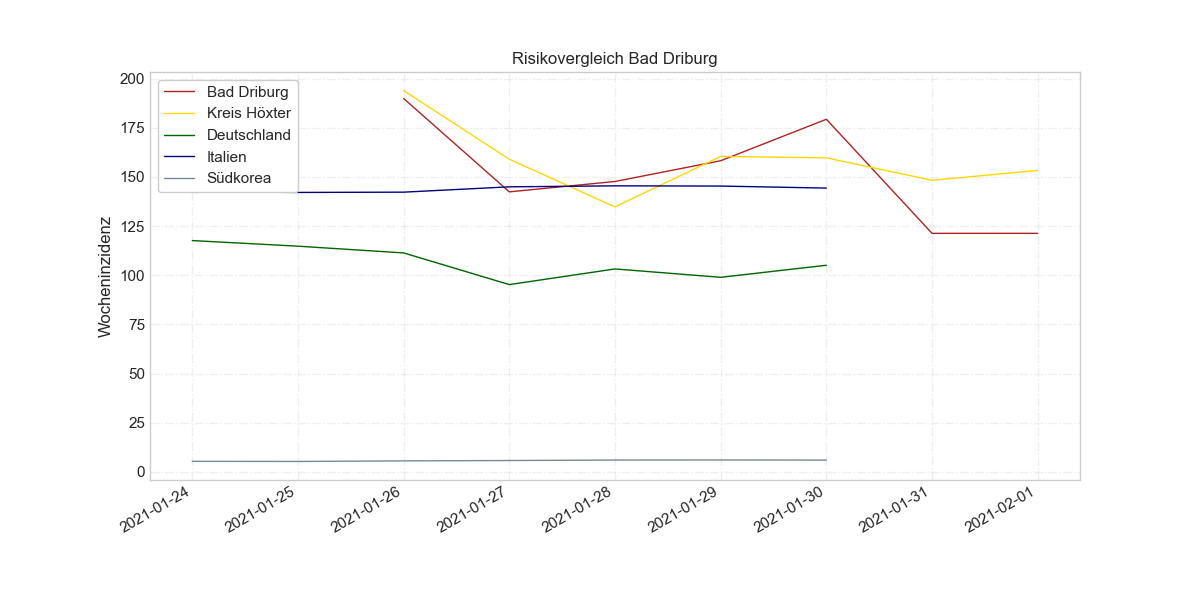 Risikovergleich Bad Driburg
Bad Driburg
Kreis Höxter
Deutschland
Italien
Südkorea
Wocheninzidenz
200
175
150
125
100
75
50
25
0
2021-01-24
2021-01-25
2021-01-26
2021-01-27
2021-01-28
2021-01-29
2021-01-30
2021-01-31
2021-02-01